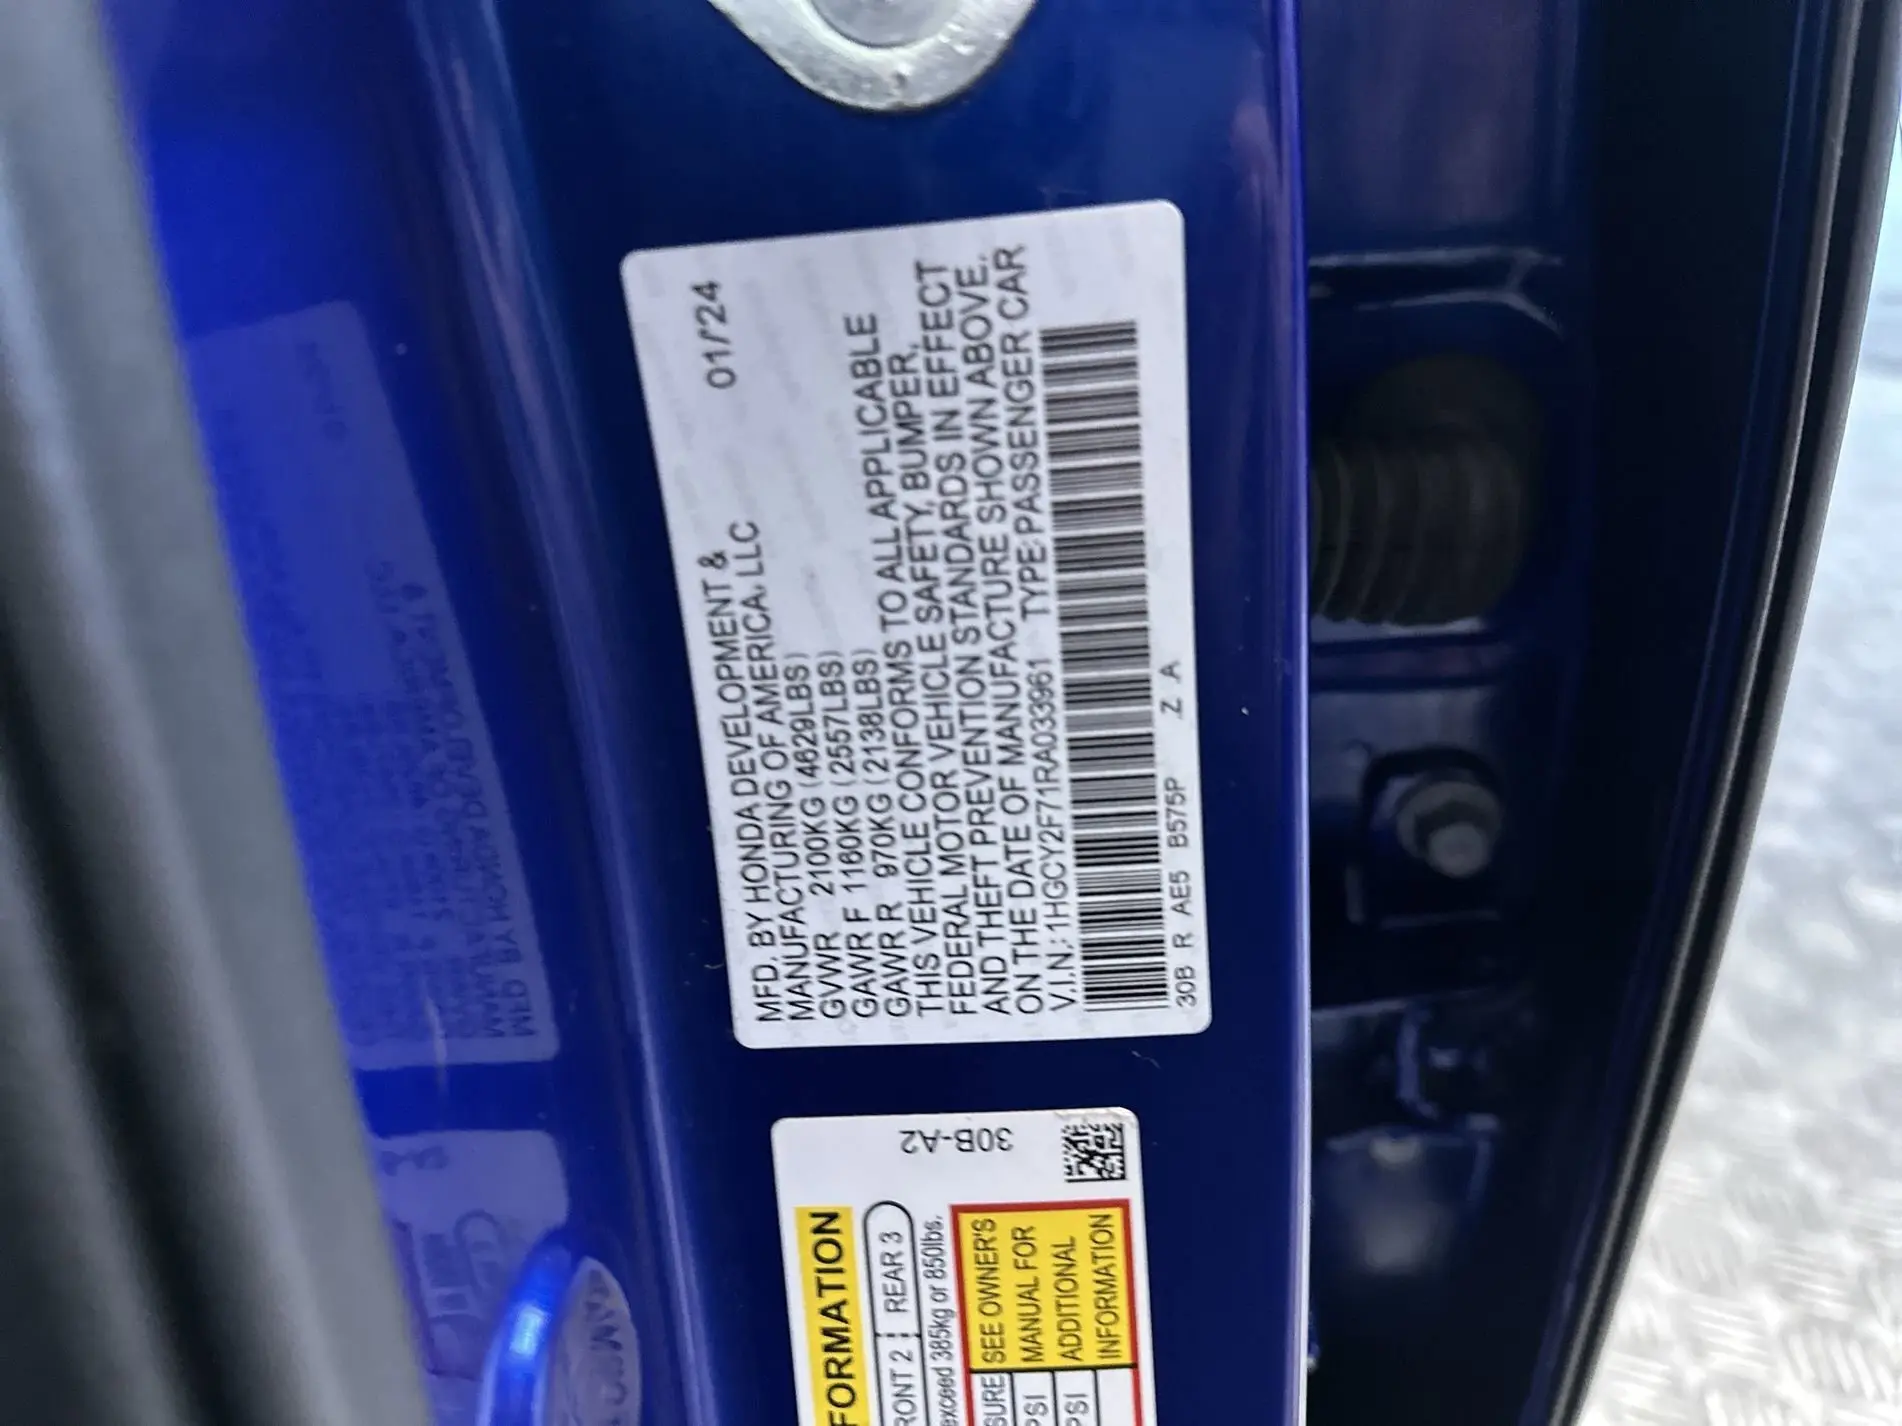 MFD. BY HONDA DEVELOPMENT & 01/'24
MANUFACTURING OF AMERICA, LLC
GVWR 2100KG (4629LBS)
GAWR F 1160KG (2557LBS)
GAWR R 970KG (2138LBS)
THIS VEHICLE CONFORMS TO ALL APPLICABLE
FEDERAL MOTOR VEHICLE SAFETY, BUMPER,
AND THEFT PREVENTION STANDARDS IN EFFECT
ON THE DATE OF MANUFACTURE SHOWN ABOVE.
V.I.N.: 1HGCY2F71RA033961 TYPE: PASSENGER CAR
30B R AE5 B575P Z A
30B-A2
FORMATION
RONT 2 REAR 3
exceed 385kg or 850lbs.
SURE SEE OWNER'S
PSI MANUAL FOR
PSI ADDITIONAL
INFORMATION